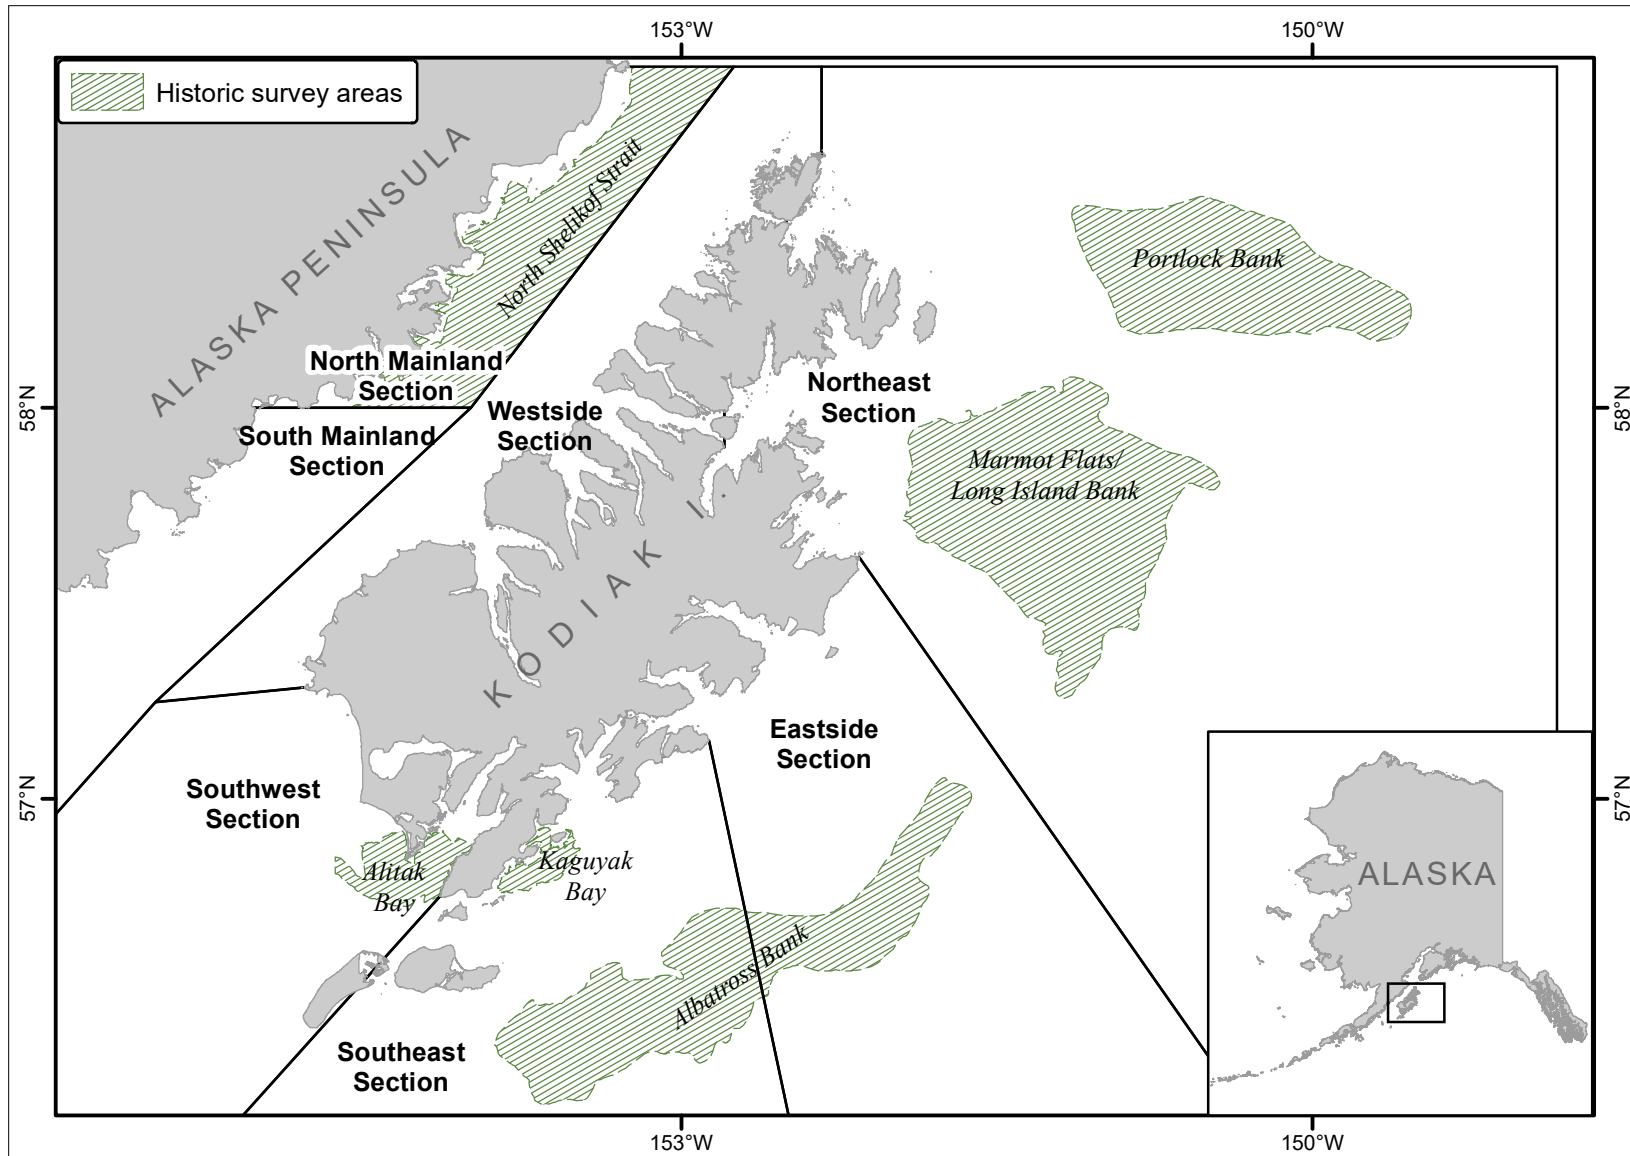 153°W
150°W
Historic survey areas
ALASKA PENINSULA
North Shelikof Strait
Portlock Bank
North Mainland
Section
58°N
58°N
Northeast
Section
Westside
Section
South Mainland
Section
Marmot Flats/
Long Island Bank
KODIAK I.
Eastside
Section
Southwest
Section
57°N
57°N
Alitak
Bay
Kaguyak
Bay
ALASKA
Albatross Bank
Southeast
Section
153°W
150°W